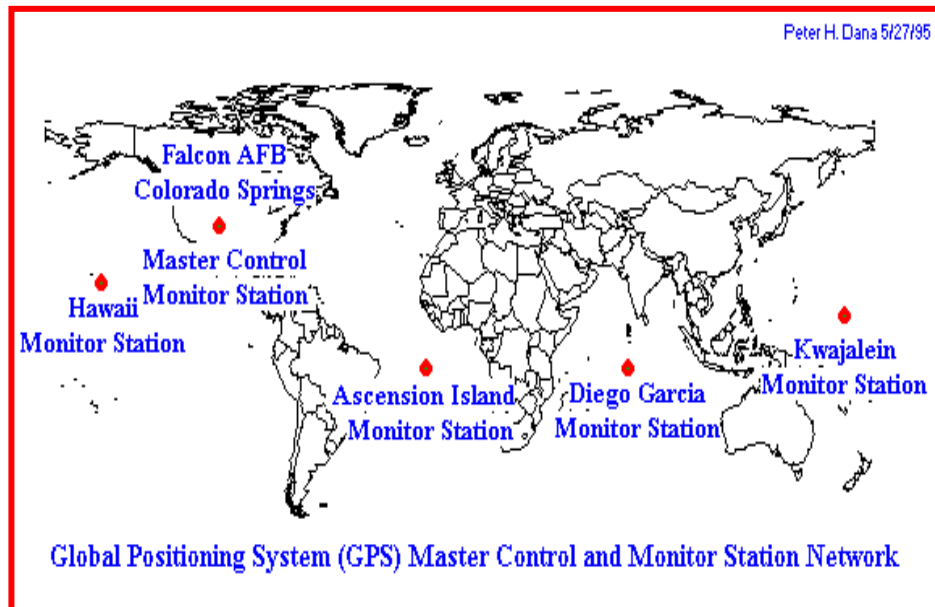 Peter H. Dana 5/27/95
Falcon AFB
Colorado Springs
Master Control
Monitor Station
Hawaii
Monitor Station
Ascension Island
Monitor Station
Diego Garcia
Monitor Station
Kwajalein
Monitor Station
Global Positioning System (GPS) Master Control and Monitor Station Network